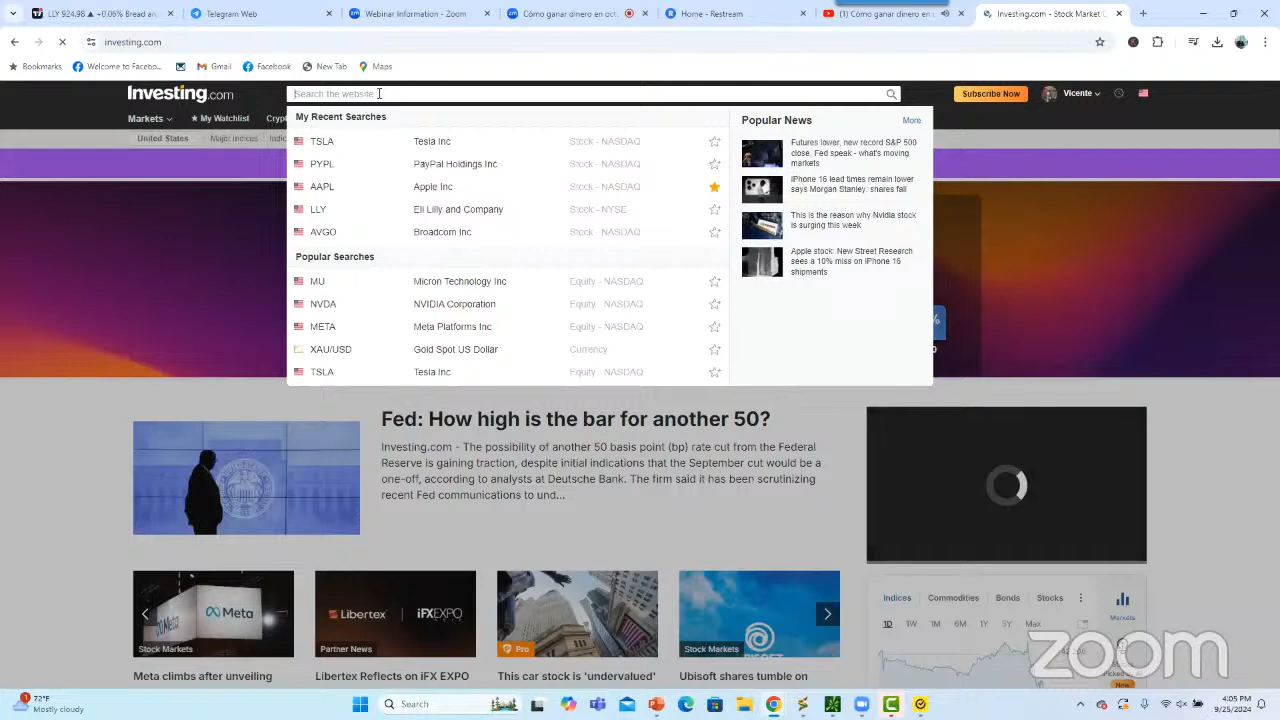 LLY 924.98 ▲ +0.06%
Telegram Web
Webinar Information - Zoom
Cómo ganar dinero en oct
Home - Restream
(1) Cómo ganar dinero en
Investing.com - Stock Market
investing.com
Bookmarks
Welcome to Facebo...
Gmail
Facebook
New Tab
Maps
Investing.com
Search the website
Subscribe Now
Vicente
Markets
My Watchlist
Cryp
United States
Major Indices
Indic
My Recent Searches
TSLA Tesla Inc Stock - NASDAQ
PYPL PayPal Holdings Inc Stock - NASDAQ
AAPL Apple Inc Stock - NASDAQ
LLY Eli Lilly and Company Stock - NYSE
AVGO Broadcom Inc Stock - NASDAQ
Popular Searches
MU Micron Technology Inc Equity - NASDAQ
NVDA NVIDIA Corporation Equity - NASDAQ
META Meta Platforms Inc Equity - NASDAQ
XAU/USD Gold Spot US Dollar Currency
TSLA Tesla Inc Equity - NASDAQ
Popular News
More
Futures lower, new record S&P 500
close, Fed speak - what's moving
markets
iPhone 16 lead times remain lower
says Morgan Stanley; shares fall
This is the reason why Nvidia stock
is surging this week
Apple stock: New Street Research
sees a 10% miss on iPhone 16
shipments
Fed: How high is the bar for another 50?
Investing.com - The possibility of another 50 basis point (bp) rate cut from the Federal
Reserve is gaining traction, despite initial indications that the September cut would be a
one-off, according to analysts at Deutsche Bank. The firm said it has been scrutinizing
recent Fed communications to und...
Meta
Stock Markets
Libertex | iFXEXPO
Partner News
Pro
UBISOFT
Stock Markets
Meta climbs after unveiling
Libertex Reflects on iFX EXPO
This car stock is 'undervalued'
Ubisoft shares tumble on
Indices
Commodities
Bonds
Stocks
1D
1W
1M
6M
1Y
5Y
Max
Markets
New
zoom
72°F
Mostly cloudy
Search
4:05 PM
9/25/2024